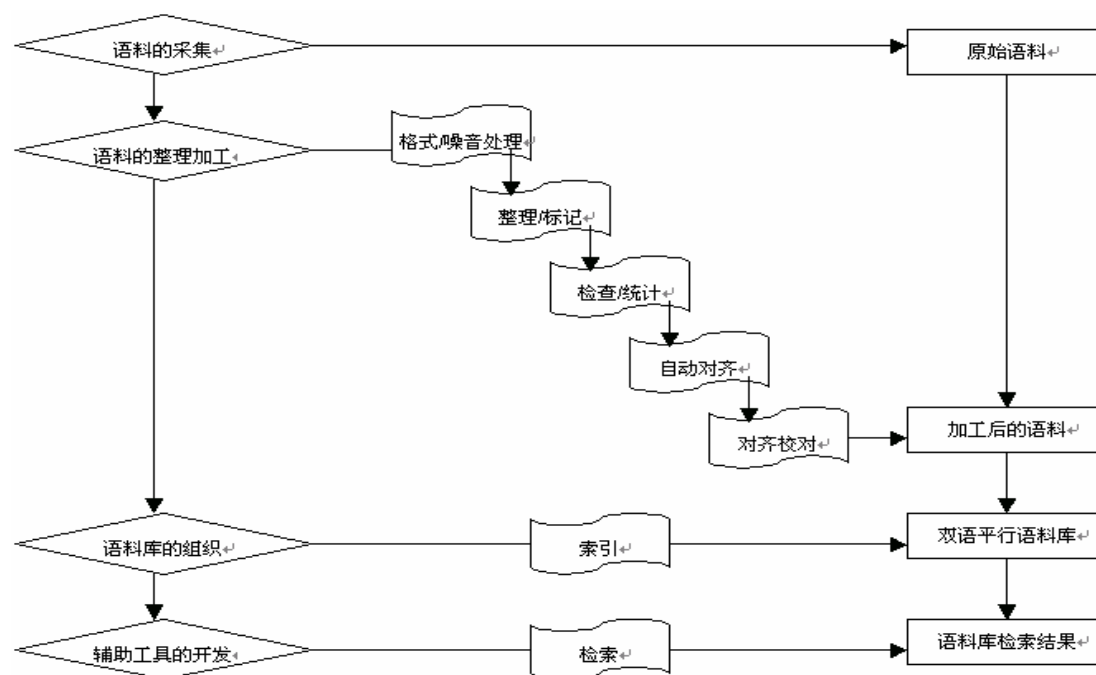 语料的采集
原始语料
格式/噪音处理
语料的整理加工
整理/标记
检查/统计
自动对齐
对齐校对
加工后的语料
语料库的组织
索引
双语平行语料库
辅助工具的开发
检索
语料库检索结果